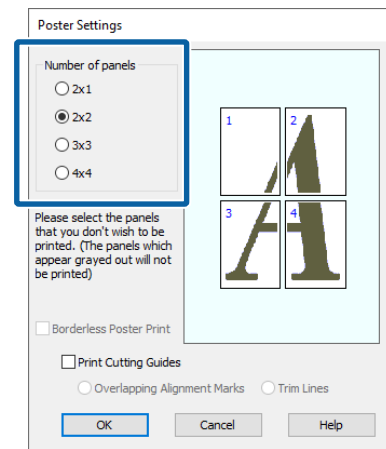 Poster Settings
Number of panels
2x1
2x2
3x3
4x4
1
2
3
4
Please select the panels
that you don't wish to be
printed. (The panels which
appear grayed out will not
be printed)
Borderless Poster Print
Print Cutting Guides
Overlapping Alignment Marks
Trim Lines
OK
Cancel
Help